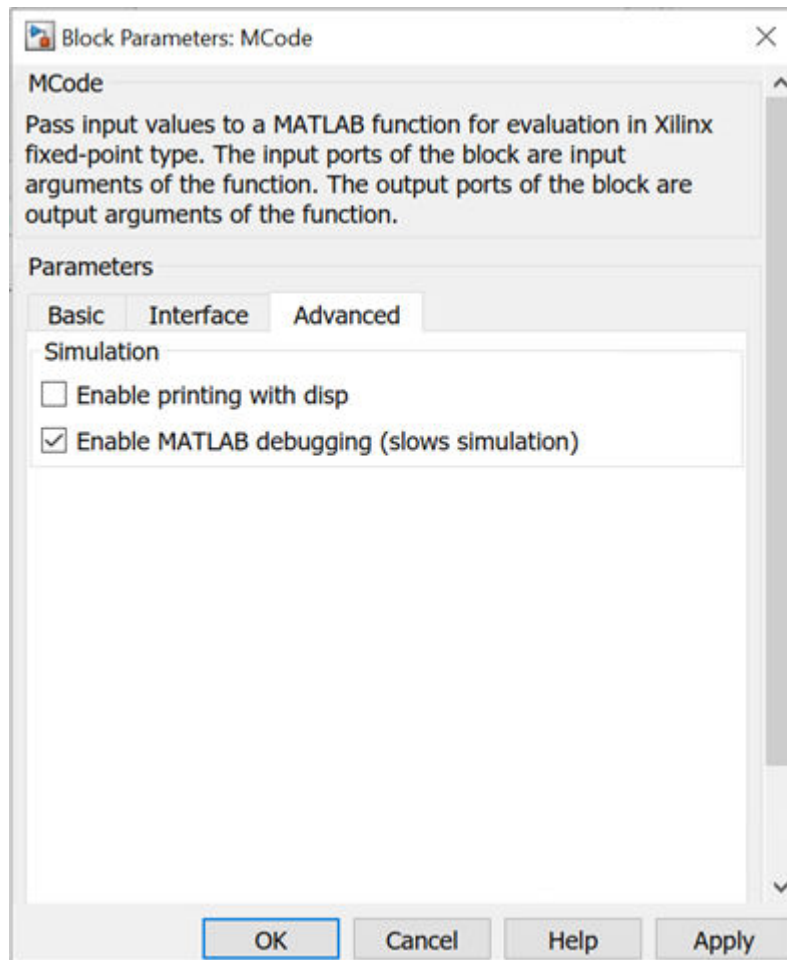 Block Parameters: MCode
MCode
Pass input values to a MATLAB function for evaluation in Xilinx
fixed-point type. The input ports of the block are input
arguments of the function. The output ports of the block are
output arguments of the function.
Parameters
Basic Interface Advanced
Simulation
Enable printing with disp
Enable MATLAB debugging (slows simulation)
OK Cancel Help Apply